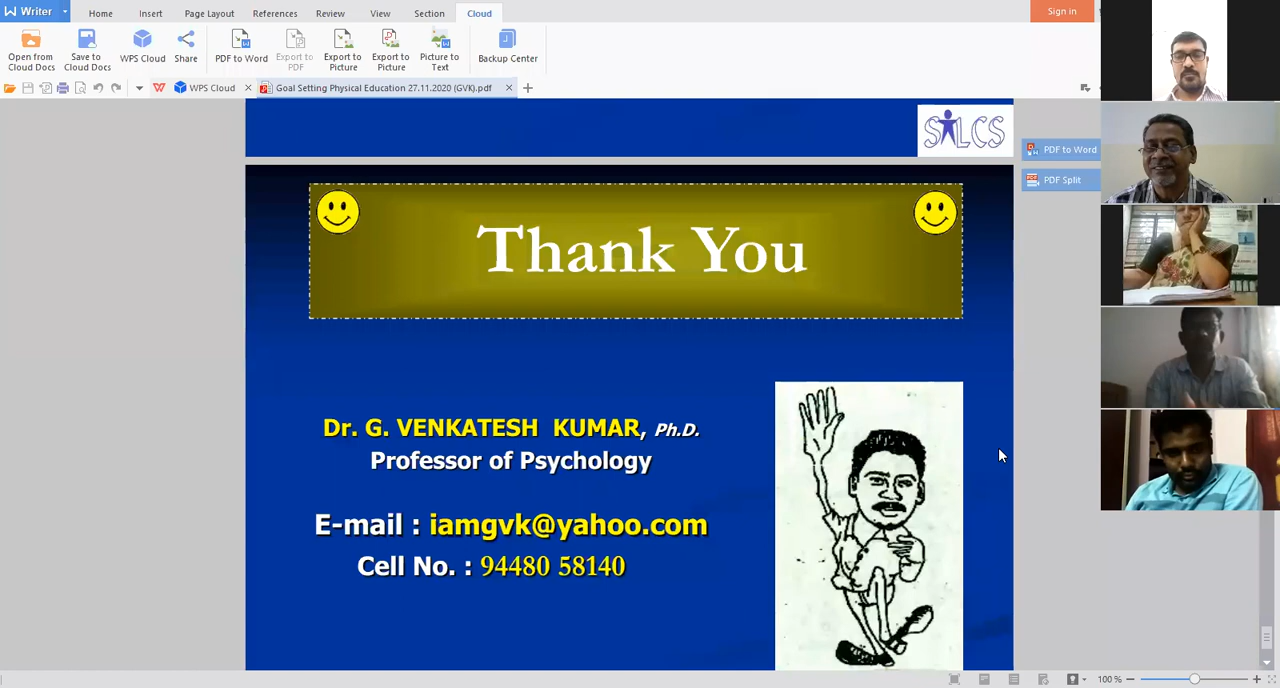 Writer
Home
Insert
Page Layout
References
Review
View
Section
Cloud
Sign in
Open from
Cloud Docs
Save to
Cloud Docs
WPS Cloud
Share
PDF to Word
Export to
PDF
Export to
Picture
Export to
Picture
Picture to
Text
Backup Center
WPS Cloud
Goal Setting Physical Education 27.11.2020 (GVK).pdf
SALCS
PDF to Word
PDF Split
Thank You
Dr. G. VENKATESH KUMAR, Ph.D.
Professor of Psychology
E-mail : iamgvk@yahoo.com
Cell No. : 94480 58140
100 %